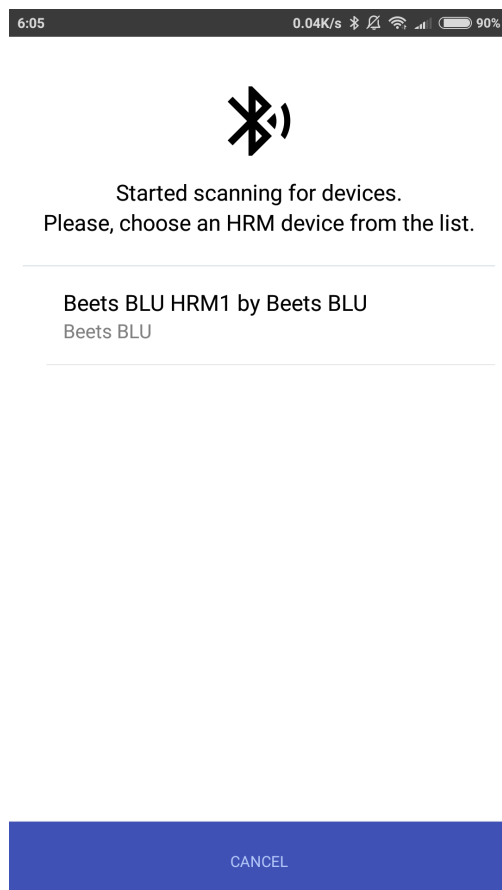 6:05 0.04K/s 90%
Started scanning for devices.
Please, choose an HRM device from the list.
Beets BLU HRM1 by Beets BLU
Beets BLU
CANCEL